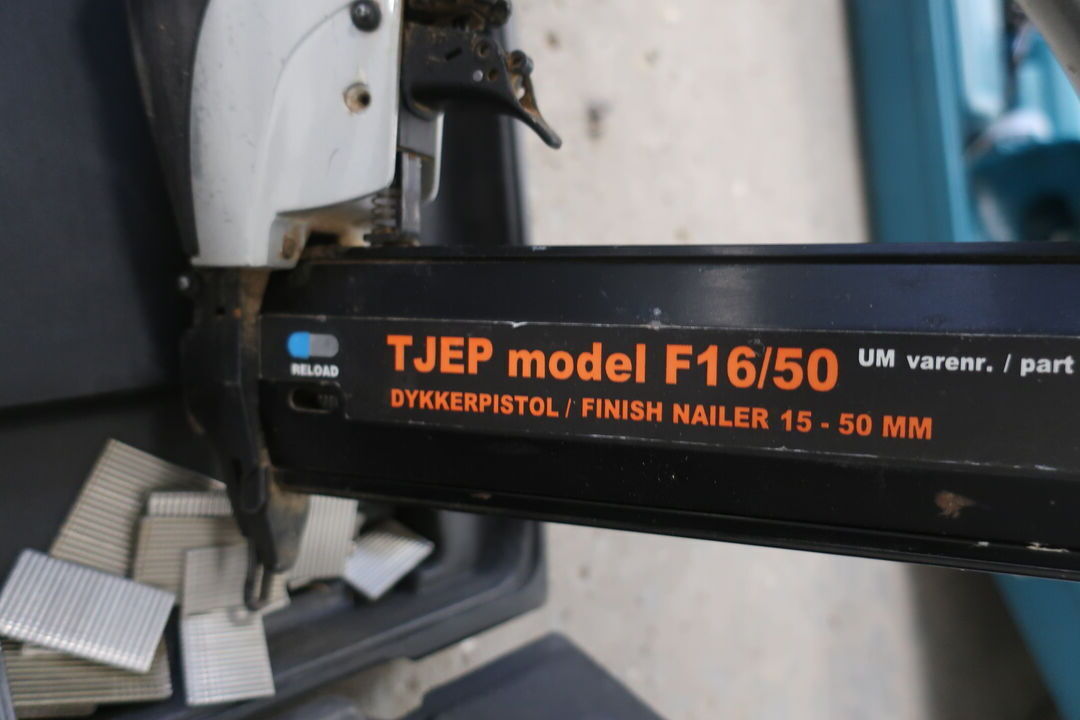 TJEP model F16/50
UM varenr. / part
DYKKERPISTOL / FINISH NAILER 15 - 50 MM
RELOAD